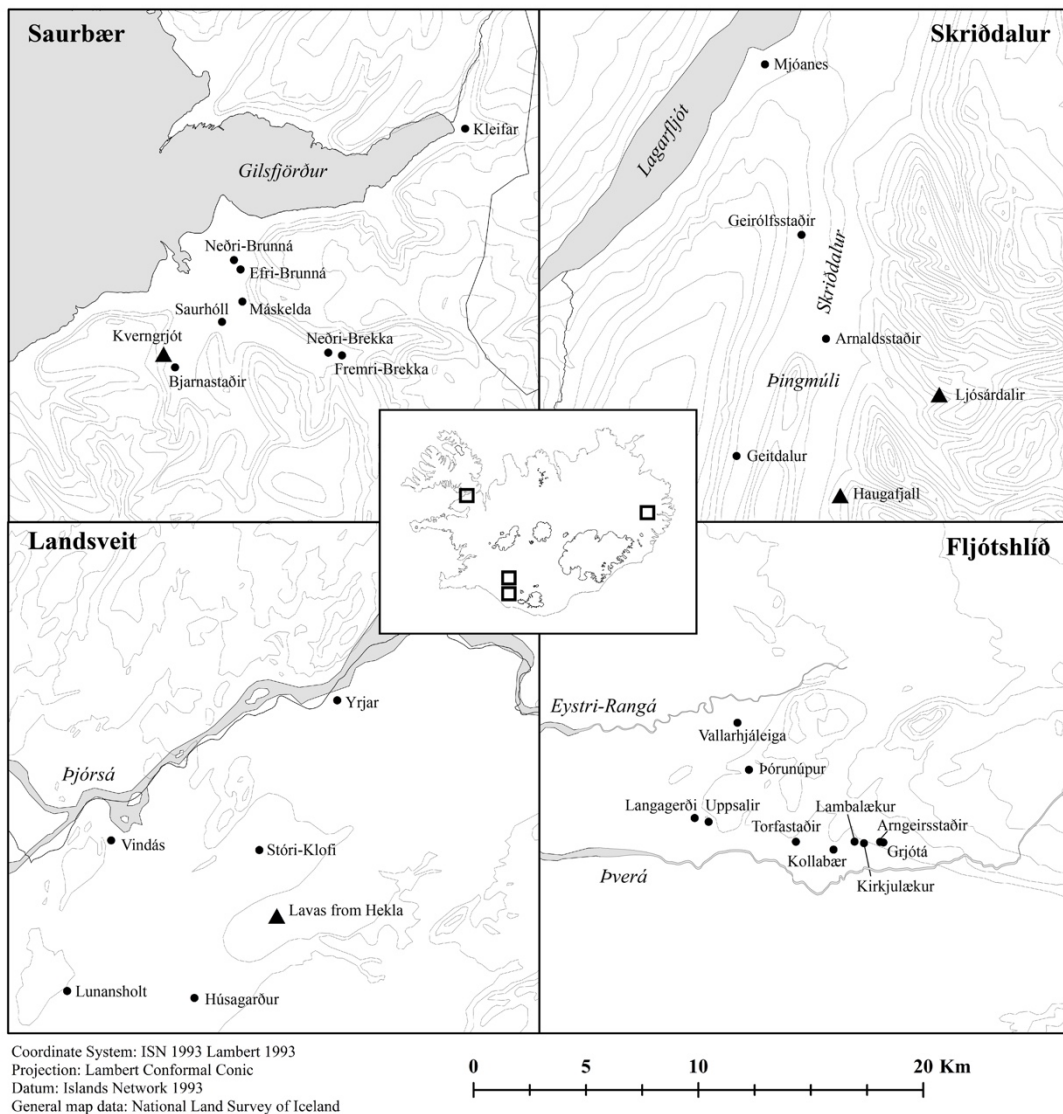 Saurbær
Kleifar
Gilsfjörður
Neðri-Brunná
Efri-Brunná
Máskelda
Saurhóll
Kverngrjót
Bjarnastaðir
Neðri-Brekka
Fremri-Brekka
Skriðdalur
Mjóanes
Lagarfljót
Geirólfsstaðir
Skriðdalur
Arnaldsstaðir
Þingmúli
Ljósárdalir
Geitdalur
Haugafjall
Landsveit
Yrjar
Þjórsá
Vindás
Stóri-Klofi
Lavas from Hekla
Lunansholt
Húsagarður
Fljótshlíð
Eystri-Rangá
Vallarhjáleiga
Þórunúpur
Langagerði Uppsalir
Lambalækur
Torfastaðir
Arngeirsstaðir
Kollabær
Grjótá
Kirkjulækur
Þverá
Coordinate System: ISN 1993 Lambert 1993
Projection: Lambert Conformal Conic
Datum: Islands Network 1993
General map data: National Land Survey of Iceland
0 5 10 20 Km